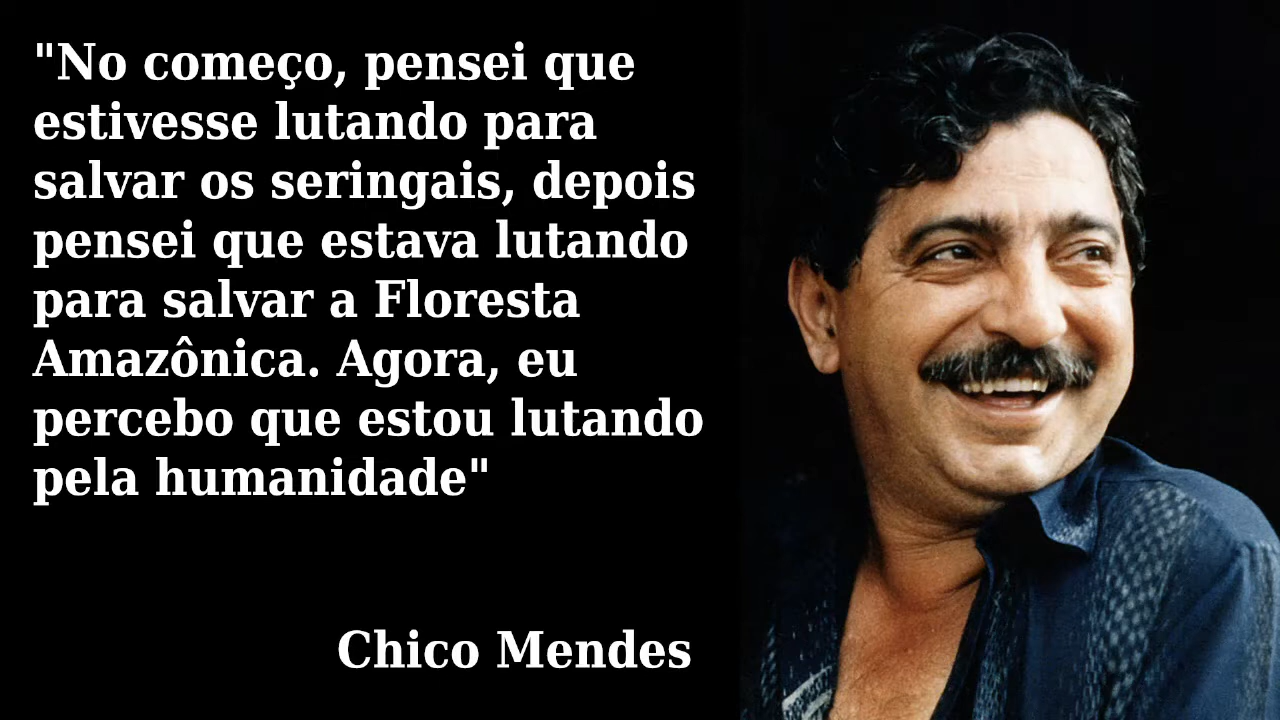 "No começo, pensei que
estivesse lutando para
salvar os seringais, depois
pensei que estava lutando
para salvar a Floresta
Amazônica. Agora, eu
percebo que estou lutando
pela humanidade"
Chico Mendes